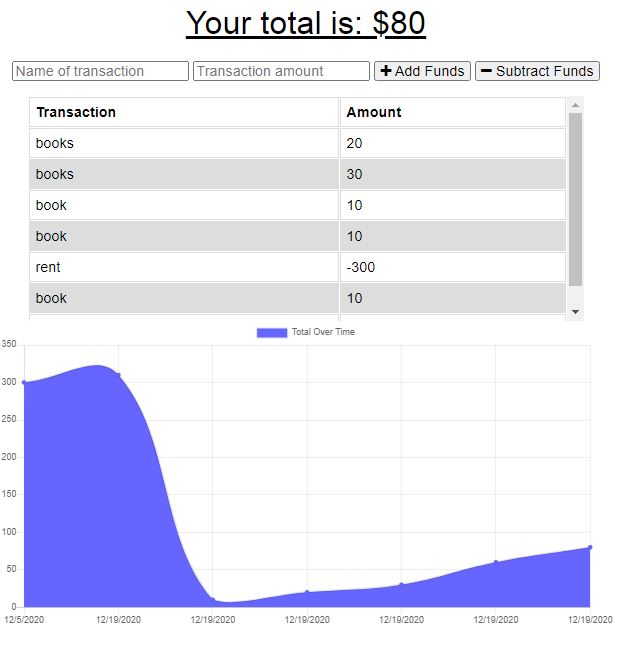 Your total is: $80
Name of transaction Transaction amount Add Funds Subtract Funds
Transaction Amount
books 20
books 30
book 10
book 10
rent -300
book 10
Total Over Time
350
300
250
200
150
100
50
0
12/5/2020 12/19/2020 12/19/2020 12/19/2020 12/19/2020 12/19/2020 12/19/2020